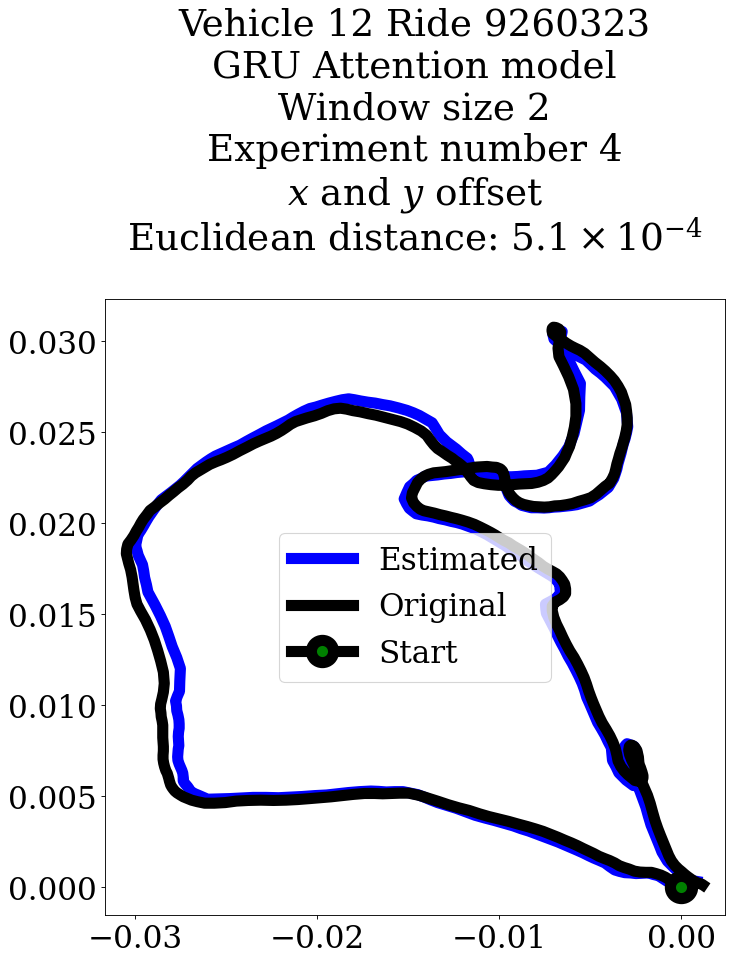 Vehicle 12 Ride 9260323
GRU Attention model
Window size 2
Experiment number 4
x and y offset
Euclidean distance: 5.1 × 10⁻⁴
0.030
0.025
0.020
0.015
0.010
0.005
0.000
Estimated
Original
Start
−0.03 −0.02 −0.01 0.00